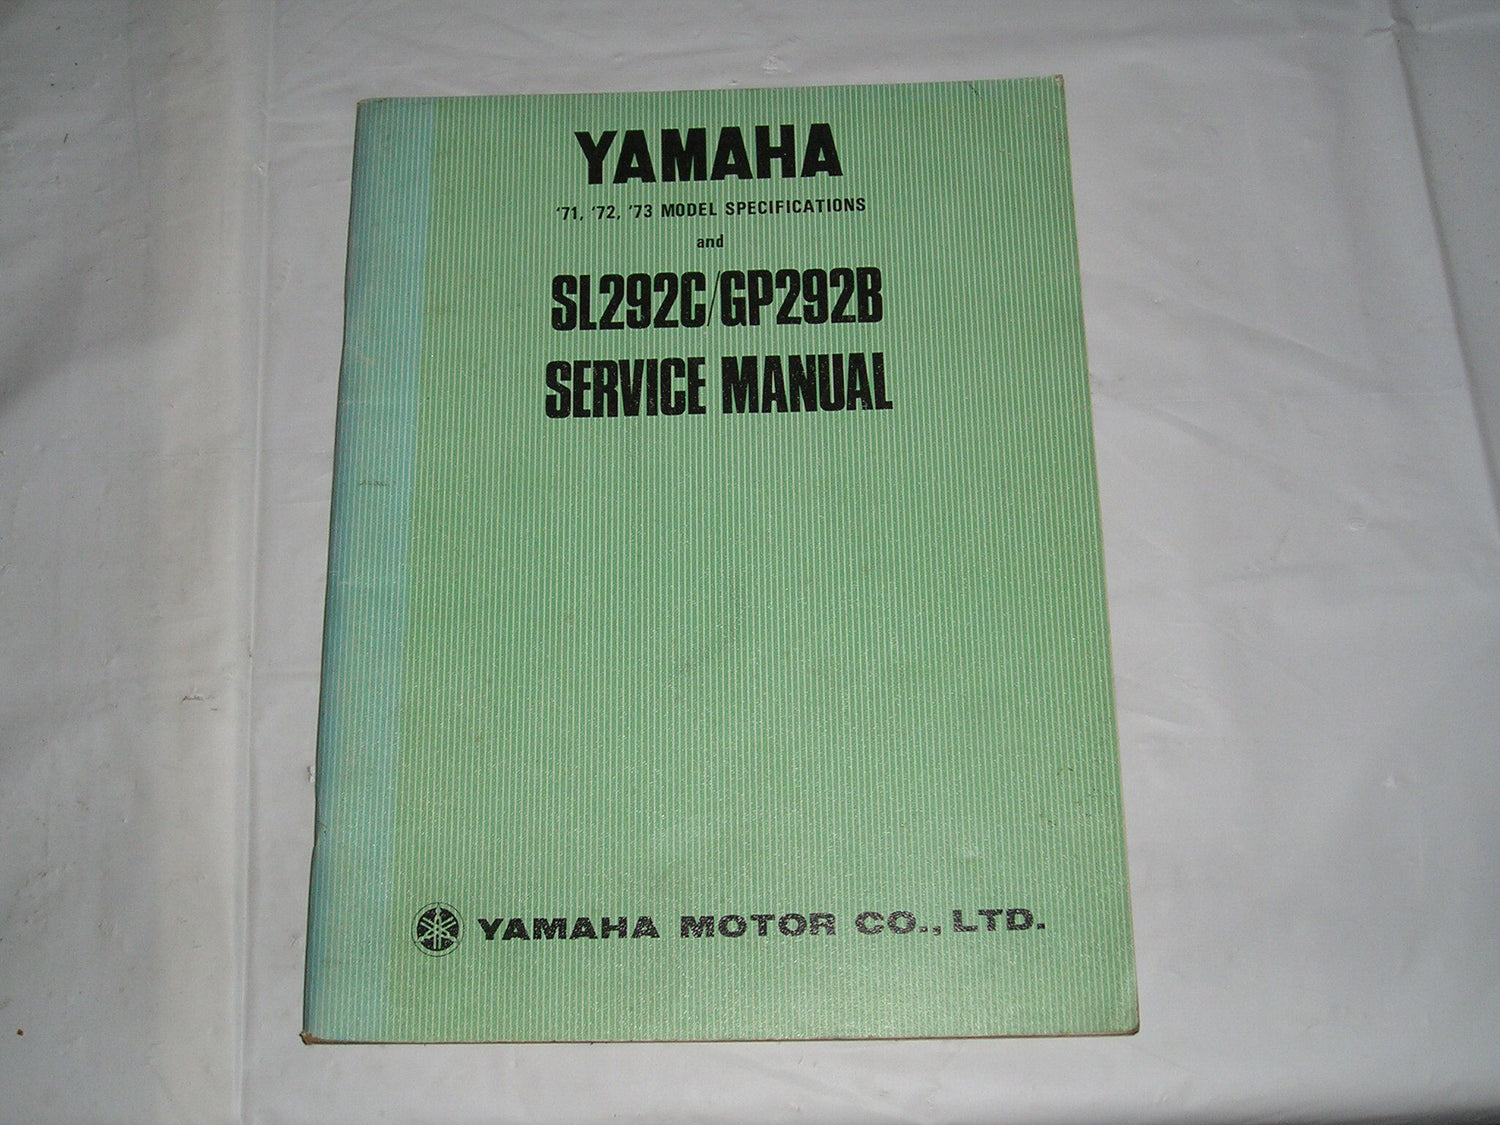 YAMAHA
'71, '72, '73 MODEL SPECIFICATIONS
and
SL292C/GP292B
SERVICE MANUAL
YAMAHA MOTOR CO., LTD.